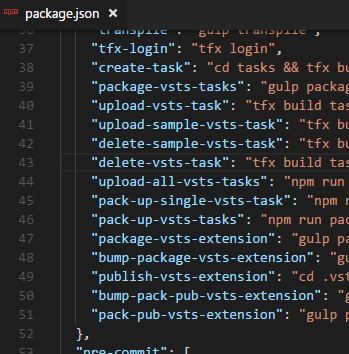 package.json ×
36 "transpile": "gulp transpile",
37 "tfx-login": "tfx login",
38 "create-task": "cd tasks && tfx bu
39 "package-vsts-tasks": "gulp packag
40 "upload-vsts-task": "tfx build tas
41 "upload-sample-vsts-task": "tfx b
42 "delete-sample-vsts-task": "tfx b
43 "delete-vsts-task": "tfx build tas
44 "upload-all-vsts-tasks": "npm run
45 "pack-up-single-vsts-task": "npm r
46 "pack-up-vsts-tasks": "npm run pac
47 "package-vsts-extension": "gulp pa
48 "bump-package-vsts-extension": "gu
49 "publish-vsts-extension": "cd .vst
50 "bump-pack-pub-vsts-extension": "g
51 "pack-pub-vsts-extension": "gulp p
52 },
53 "pre-commit": [